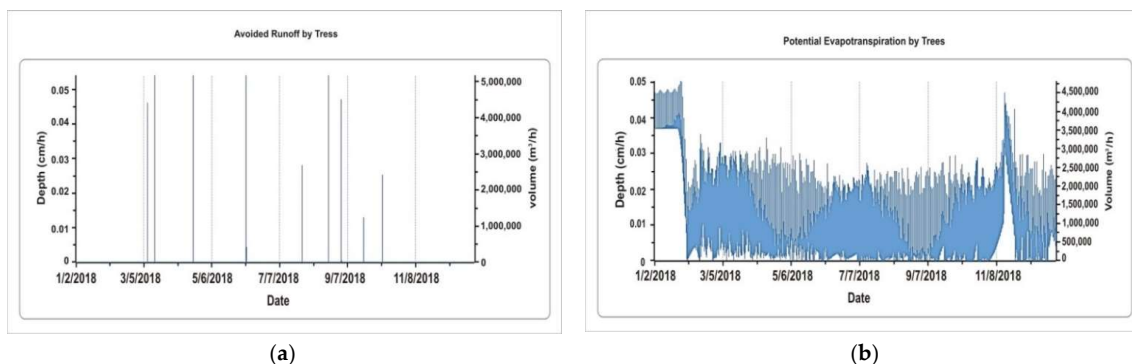 Avoided Runoff by Tress
0.05
0.04
0.03
0.02
0.01
0
Depth (cm/h)
5,000,000
4,000,000
3,000,000
2,000,000
1,000,000
0
volume (m³/h)
1/2/2018 3/5/2018 5/6/2018 7/7/2018 9/7/2018 11/8/2018
Date
(a)
Potential Evapotranspiration by Trees
0.05
0.04
0.03
0.02
0.01
0
Depth (cm/h)
4,500,000
4,000,000
3,500,000
3,000,000
2,500,000
2,000,000
1,500,000
1,000,000
500,000
0
Volume (m³/h)
1/2/2018 3/5/2018 5/6/2018 7/7/2018 9/7/2018 11/8/2018
Date
(b)